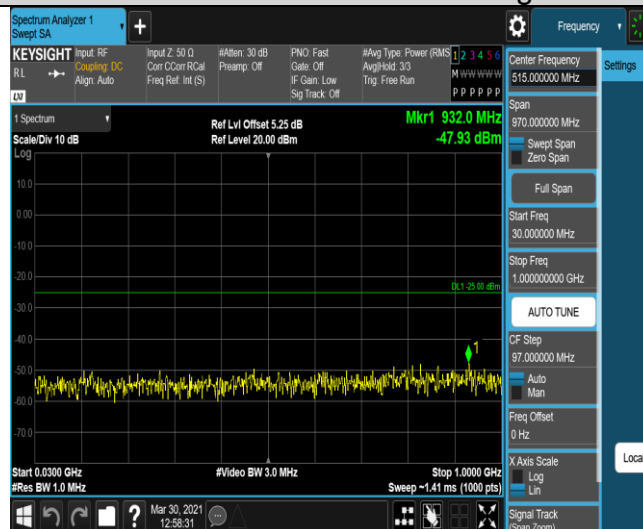 Spectrum Analyzer 1
Swept SA
Frequency
KEYSIGHT
Input: RF
Input Z: 50 Ω
#Atten: 30 dB
PNO: Fast
#Avg Type: Power (RMS
1 2 3 4 5 6
R L
Coupling: DC
Corr CCorr RCal
Preamp: Off
Gate: Off
Avg|Hold: 3/3
M W W W W W
Align: Auto
Freq Ref: Int (S)
IF Gain: Low
Trig: Free Run
Sig Track: Off
P P P P P P
LXI
1 Spectrum
Ref Lvl Offset 5.25 dB
Mkr1 932.0 MHz
Scale/Div 10 dB
Ref Level 20.00 dBm
-47.93 dBm
Log
10.0
0.00
-10.0
-20.0
DL1 -25.00 dBm
-30.0
-40.0
1
-50.0
-60.0
-70.0
Start 0.0300 GHz
#Video BW 3.0 MHz
Stop 1.0000 GHz
#Res BW 1.0 MHz
Sweep ~1.41 ms (1000 pts)
?
Mar 30, 2021
12:58:31
Center Frequency
515.000000 MHz
Settings
Span
970.000000 MHz
Swept Span
Zero Span
Full Span
Start Freq
30.000000 MHz
Stop Freq
1.000000000 GHz
AUTO TUNE
CF Step
97.000000 MHz
Auto
Man
Freq Offset
0 Hz
X Axis Scale
Log
Lin
Local
Signal Track
(Span Zoom)